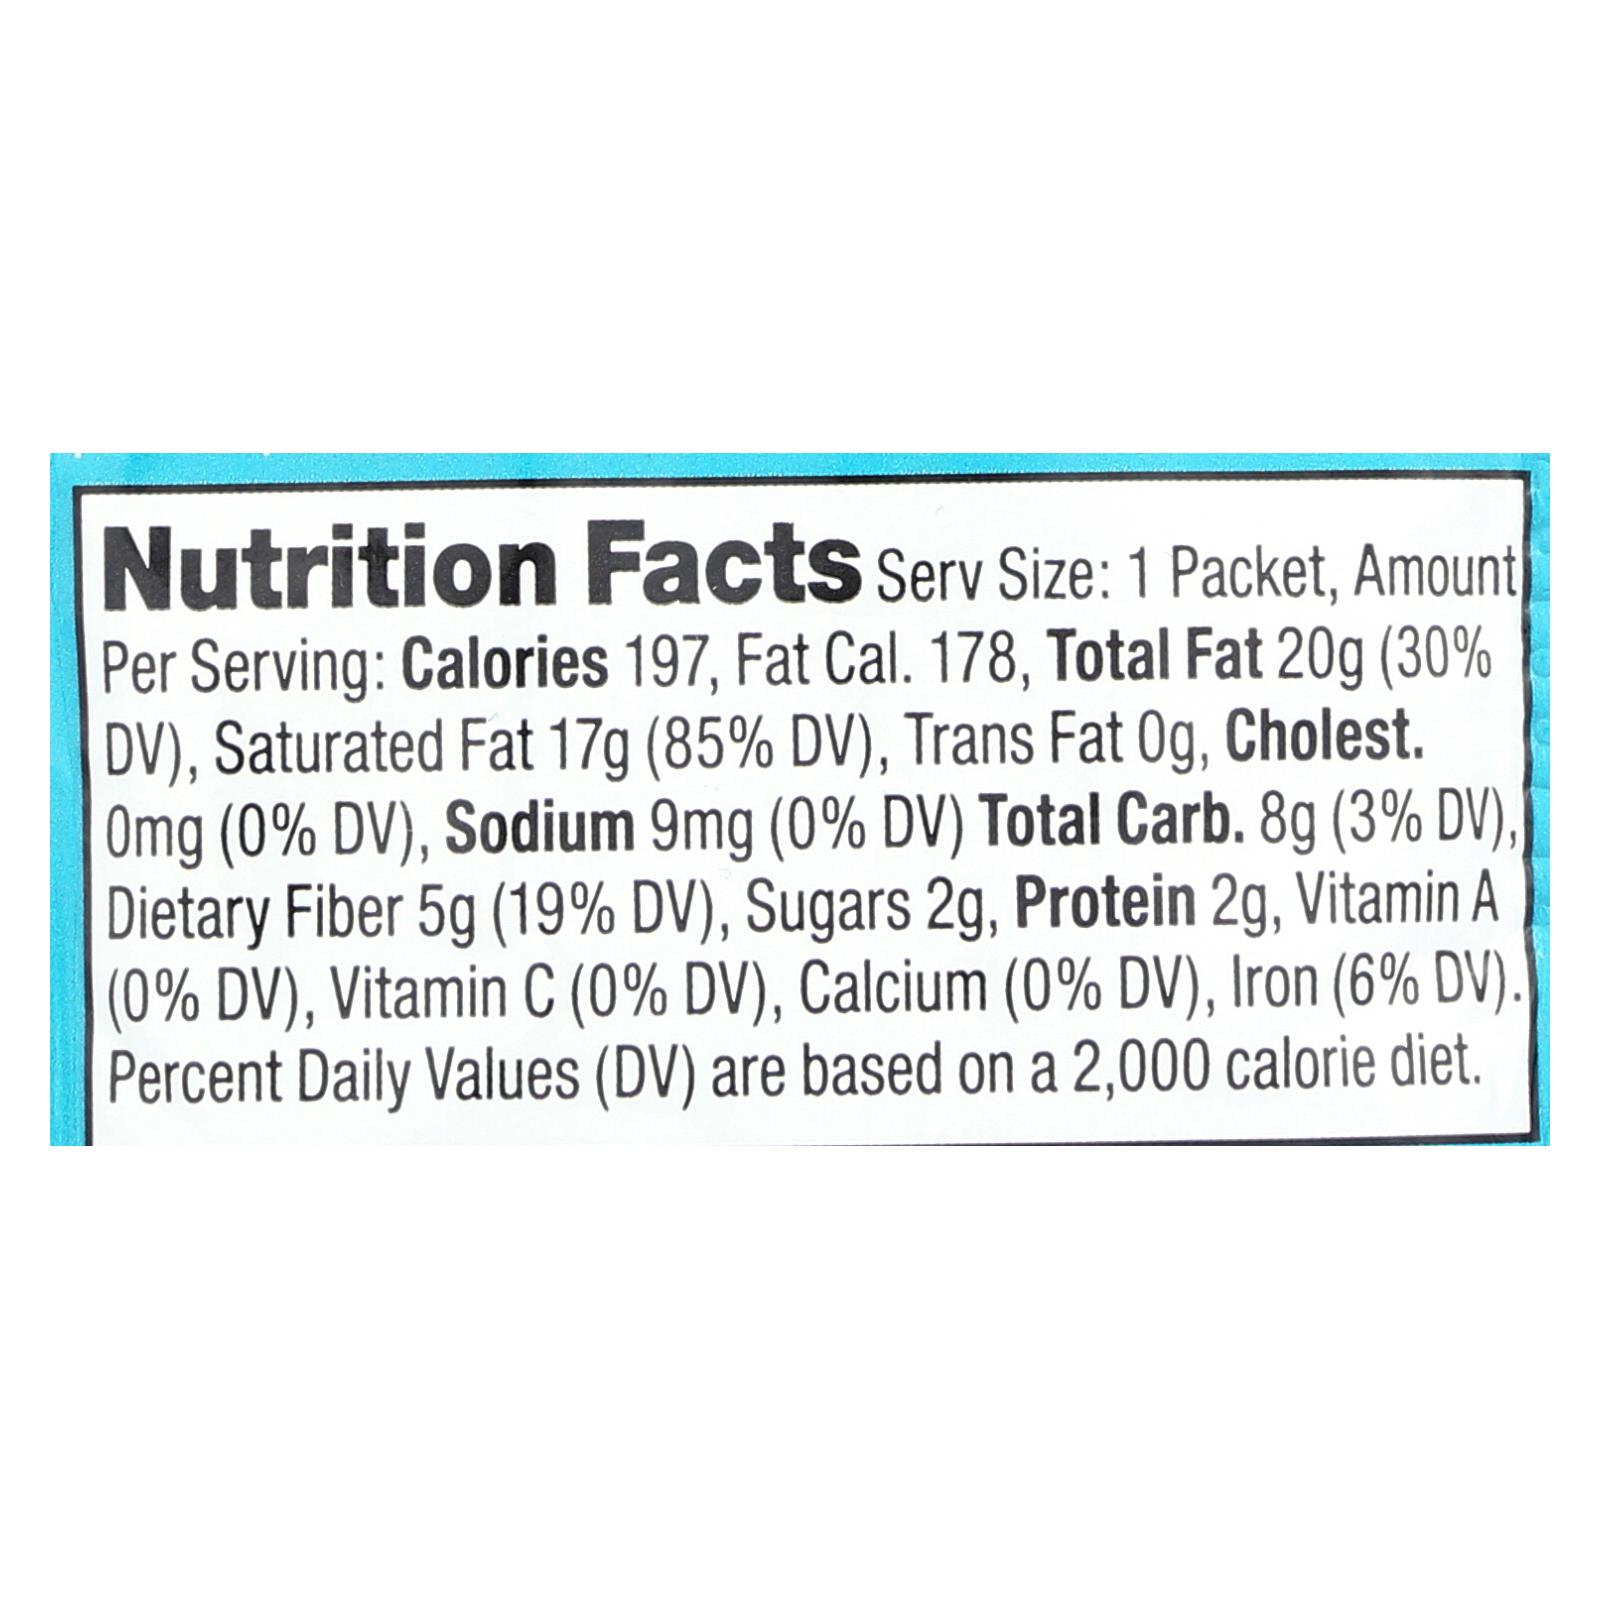 Nutrition Facts Serv Size: 1 Packet, Amount
Per Serving: Calories 197, Fat Cal. 178, Total Fat 20g (30%
DV), Saturated Fat 17g (85% DV), Trans Fat 0g, Cholest.
0mg (0% DV), Sodium 9mg (0% DV) Total Carb. 8g (3% DV),
Dietary Fiber 5g (19% DV), Sugars 2g, Protein 2g, Vitamin A
(0% DV), Vitamin C (0% DV), Calcium (0% DV), Iron (6% DV).
Percent Daily Values (DV) are based on a 2,000 calorie diet.